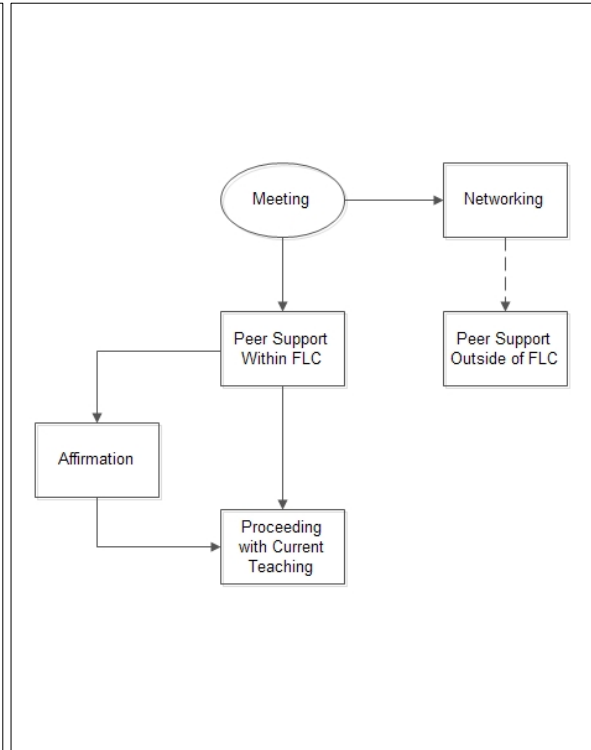 Meeting
Networking
Peer Support
Within FLC
Peer Support
Outside of FLC
Affirmation
Proceeding
with Current
Teaching